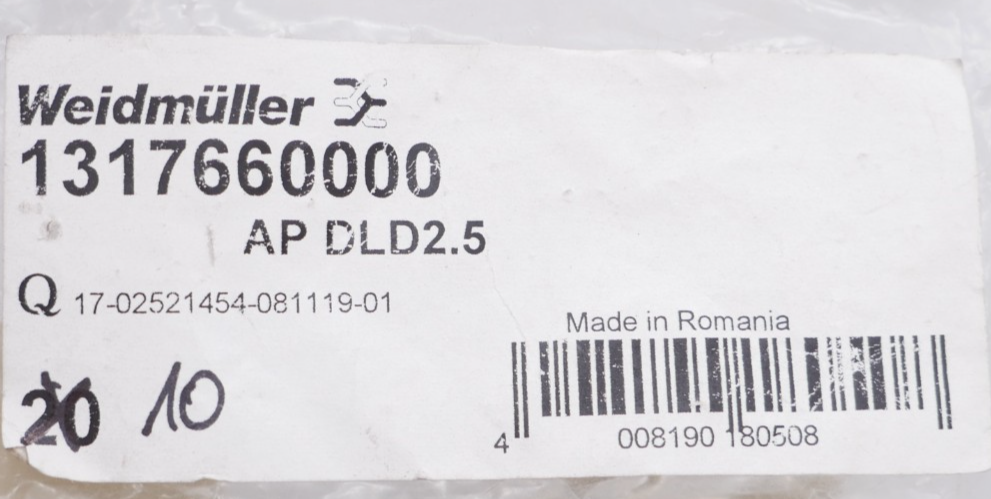 Weidmüller
1317660000
AP DLD2.5
Q 17-02521454-081119-01
Made in Romania
20 10
4 008190 180508